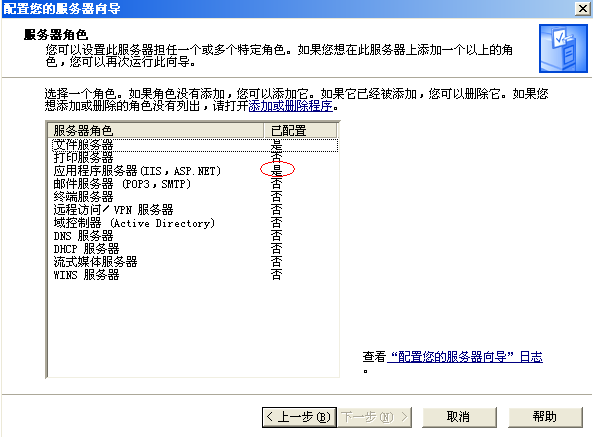 配置您的服务器向导
服务器角色
您可以设置此服务器担任一个或多个特定角色。如果您想在此服务器上添加一个以上的角
色，您可以再次运行此向导。
选择一个角色。如果角色没有添加，您可以添加它。如果它已经被添加，您可以删除它。如果您
想添加或删除的角色没有列出，请打开添加或删除程序。
服务器角色 已配置
文件服务器 是
打印服务器 否
应用程序服务器(IIS，ASP.NET) 是
邮件服务器 (POP3，SMTP) 否
终端服务器 否
远程访问/VPN 服务器 否
域控制器 (Active Directory) 否
DNS 服务器 否
DHCP 服务器 否
流式媒体服务器 否
WINS 服务器 否
查看“配置您的服务器向导”日志
。
< 上一步(B) 下一步(N) > 取消 帮助